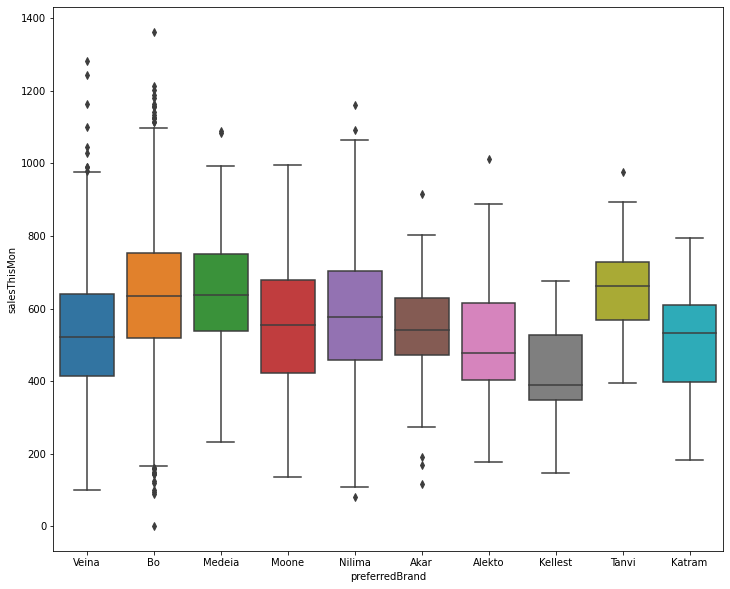 1400
1200
1000
800
600
400
200
0
salesThisMon
Veina Bo Medeia Moone Nilima Akar Alekto Kellest Tanvi Katram
preferredBrand